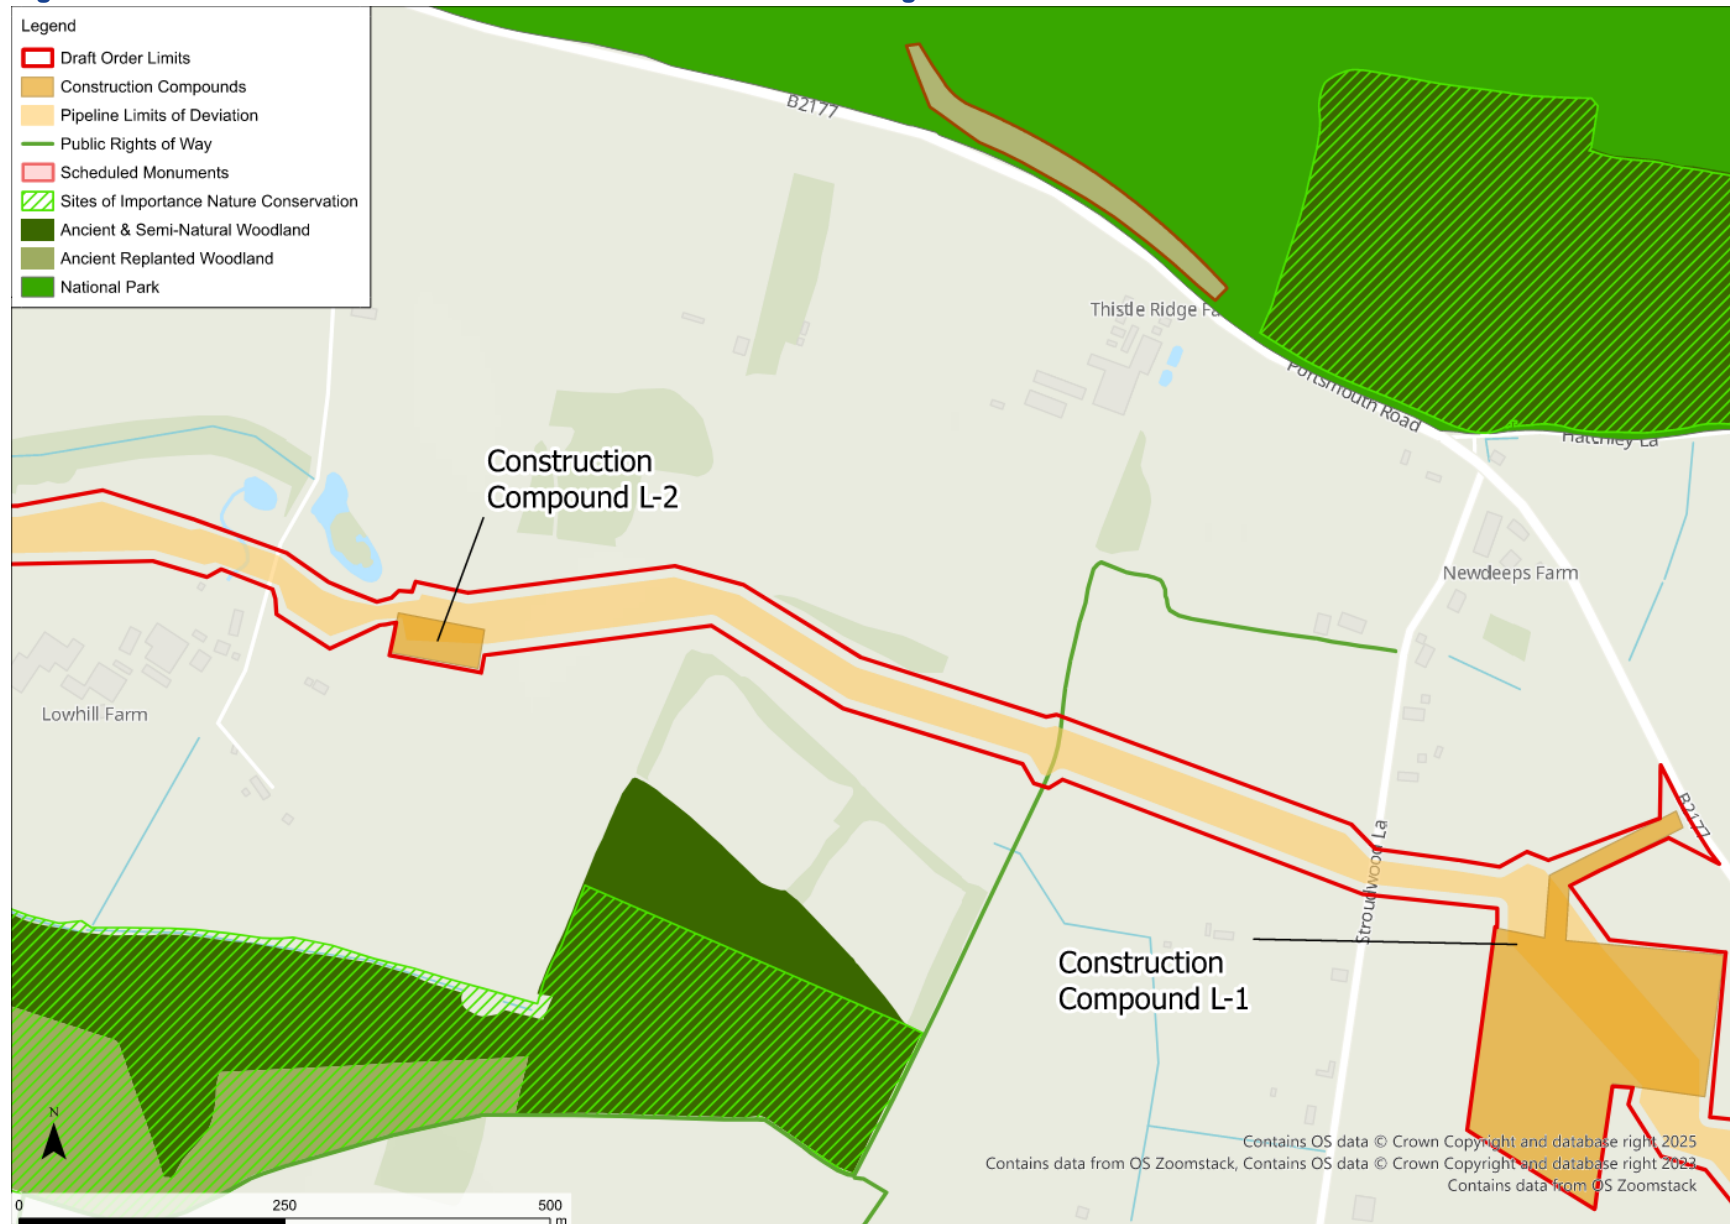 Legend
Draft Order Limits
Construction Compounds
Pipeline Limits of Deviation
Public Rights of Way
Scheduled Monuments
Sites of Importance Nature Conservation
Ancient & Semi-Natural Woodland
Ancient Replanted Woodland
National Park
B2177
Thistle Ridge Fa
Portsmouth Road
Hatchley La
Construction
Compound L-2
Newdeeps Farm
Lowhill Farm
B2177
Stroudwood La
Construction
Compound L-1
N
Contains OS data © Crown Copyright and database right 2025
Contains data from OS Zoomstack, Contains OS data © Crown Copyright and database right 2023
Contains data from OS Zoomstack
0 250 500
m